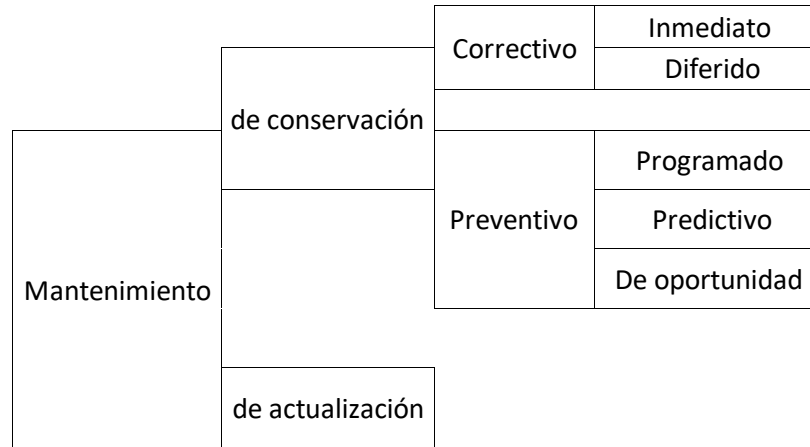 Mantenimiento
de conservación
Correctivo
Inmediato
Diferido
Preventivo
Programado
Predictivo
De oportunidad
de actualización